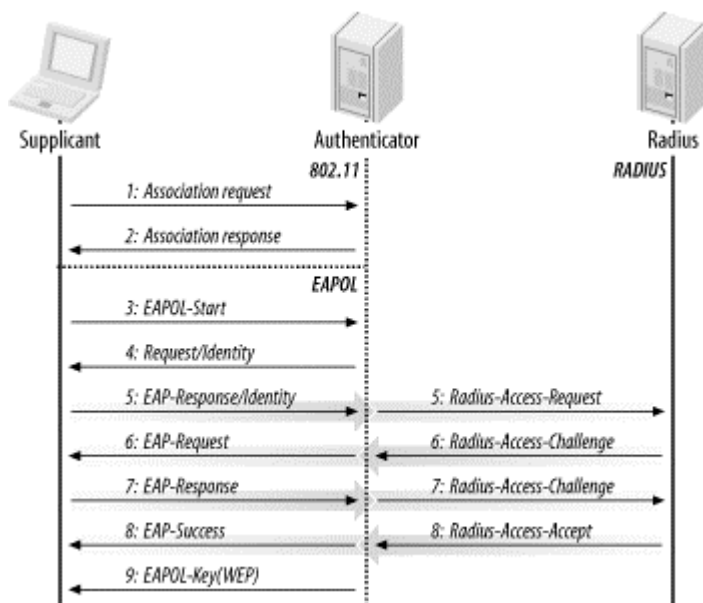 Supplicant Authenticator Radius
802.11 RADIUS
1: Association request
2: Association response
EAPOL
3: EAPOL-Start
4: Request/Identity
5: EAP-Response/Identity 5: Radius-Access-Request
6: EAP-Request 6: Radius-Access-Challenge
7: EAP-Response 7: Radius-Access-Challenge
8: EAP-Success 8: Radius-Access-Accept
9: EAPOL-Key(WEP)